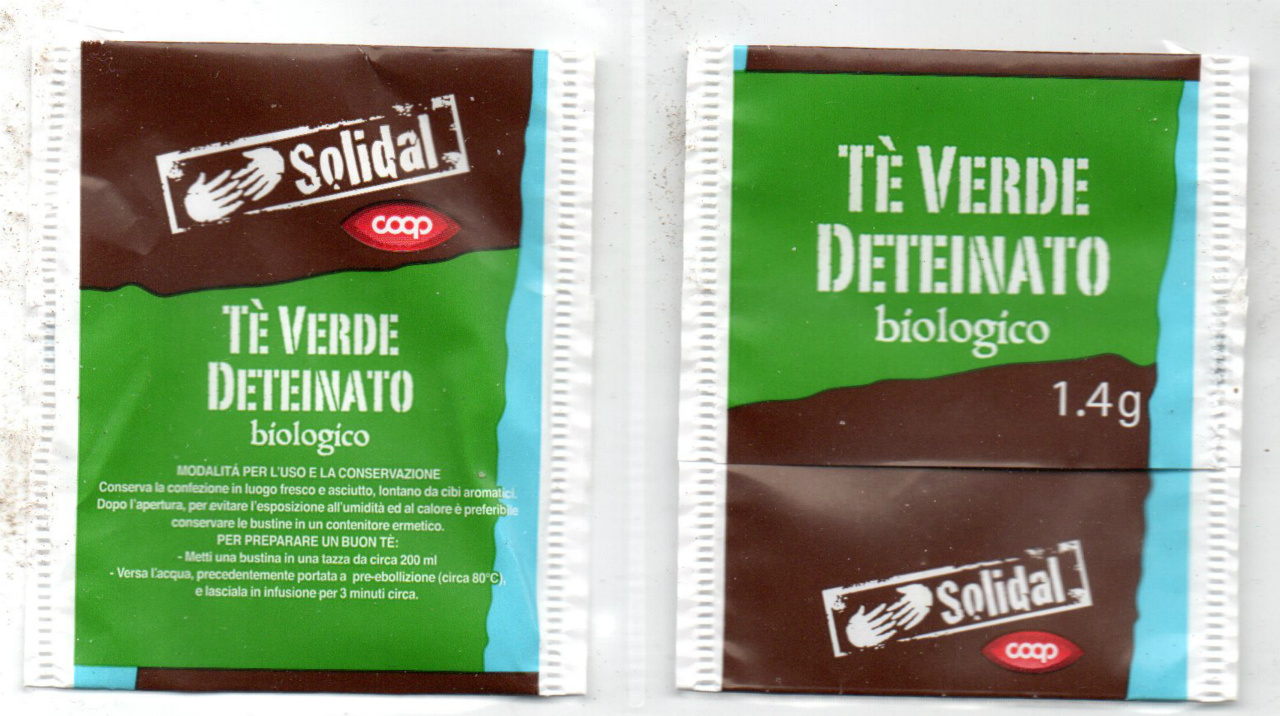 Solidal
coop
TÈ VERDE
DETEINATO
biologico
MODALITÁ PER L'USO E LA CONSERVAZIONE
Conserva la confezione in luogo fresco e asciutto, lontano da cibi aromatici.
Dopo l'apertura, per evitare l'esposizione all'umidità ed al calore è preferibile
conservare le bustine in un contenitore ermetico.
PER PREPARARE UN BUON TÈ:
- Metti una bustina in una tazza da circa 200 ml
- Versa l'acqua, precedentemente portata a pre-ebollizione (circa 80°C),
e lasciala in infusione per 3 minuti circa.
TÈ VERDE
DETEINATO
biologico
1.4g
Solidal
coop